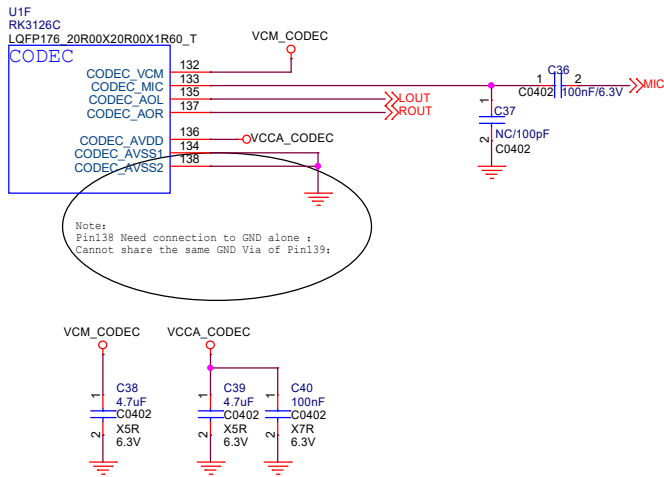 U1F
RK3126C
LQFP176_20R00X20R00X1R60_T
CODEC
CODEC_VCM 132
CODEC_MIC 133
CODEC_AOL 135
CODEC_AOR 137
CODEC_AVDD 136
CODEC_AVSS1 134
CODEC_AVSS2 138
VCM_CODEC
LOUT
ROUT
VCCA_CODEC
1 C36 2
C0402 100nF/6.3V
MIC
1 C37
NC/100pF
2 C0402
Note:
Pin138 Need connection to GND alone ;
Cannot share the same GND Via of Pin139;
VCM_CODEC
VCCA_CODEC
1 C38
4.7uF
C0402
2 X5R
6.3V
1 C39
4.7uF
C0402
2 X5R
6.3V
1 C40
100nF
C0402
2 X7R
6.3V